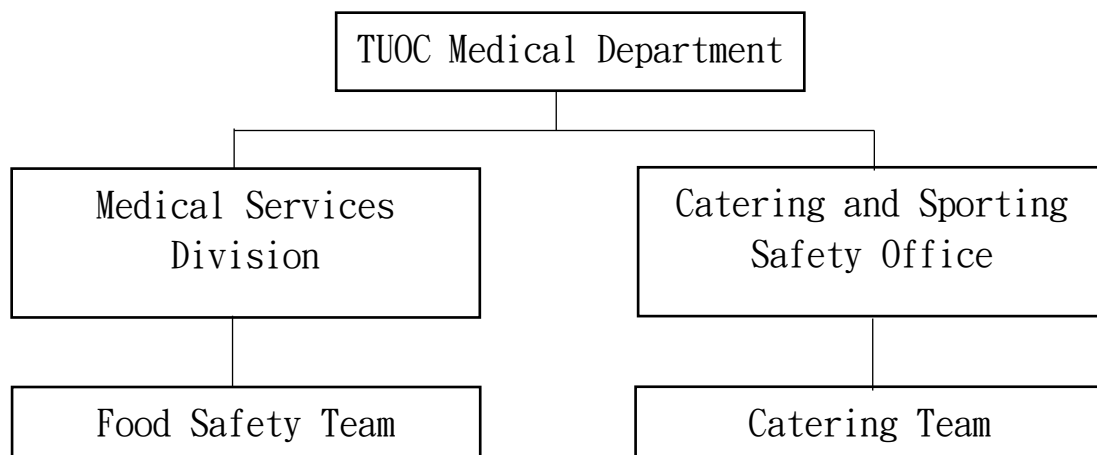 TUOC Medical Department
Medical Services
Division
Catering and Sporting
Safety Office
Food Safety Team
Catering Team